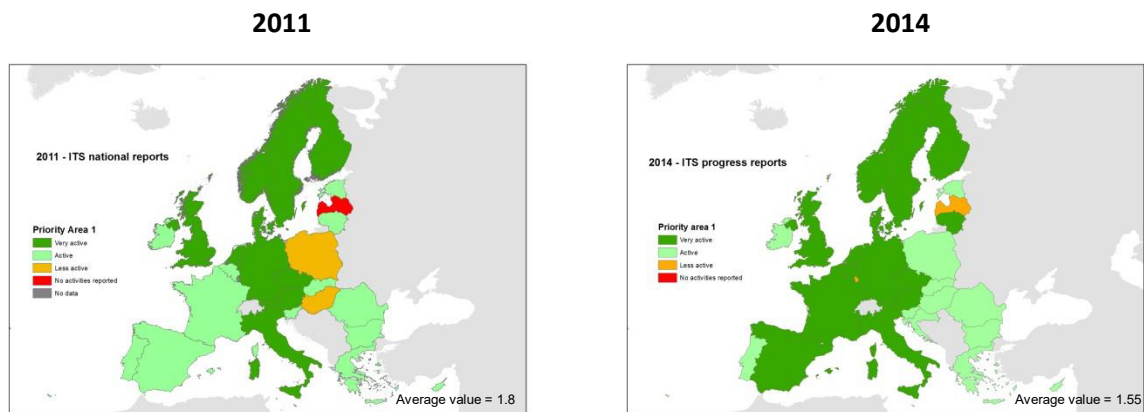 2011
2014
2011 - ITS national reports
Priority Area 1
Very active
Active
Less active
No activities reported
No data
Average value = 1.8
2014 - ITS progress reports
Priority area 1
Very active
Active
Less active
No activities reported
Average value = 1.55